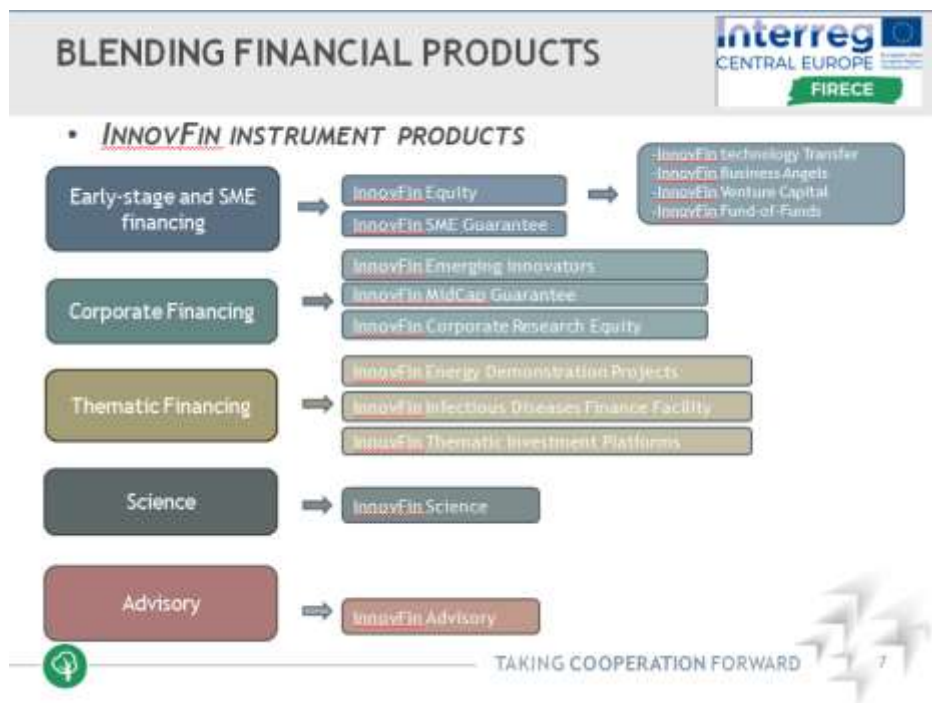 BLENDING FINANCIAL PRODUCTS
Interreg
CENTRAL EUROPE
FIRECE
• INNOVFIN INSTRUMENT PRODUCTS
Early-stage and SME
financing
InnovFin Equity
InnovFin SME Guarantee
-InnovFin technology Transfer
-InnovFin Business Angels
-InnovFin Venture Capital
-InnovFin Fund-of-Funds
Corporate Financing
InnovFin Emerging Innovators
InnovFin MidCap Guarantee
InnovFin Corporate Research Equity
Thematic Financing
InnovFin Energy Demonstration Projects
InnovFin Infectious Diseases Finance Facility
InnovFin Thematic Investment Platforms
Science
InnovFin Science
Advisory
InnovFin Advisory
TAKING COOPERATION FORWARD
7